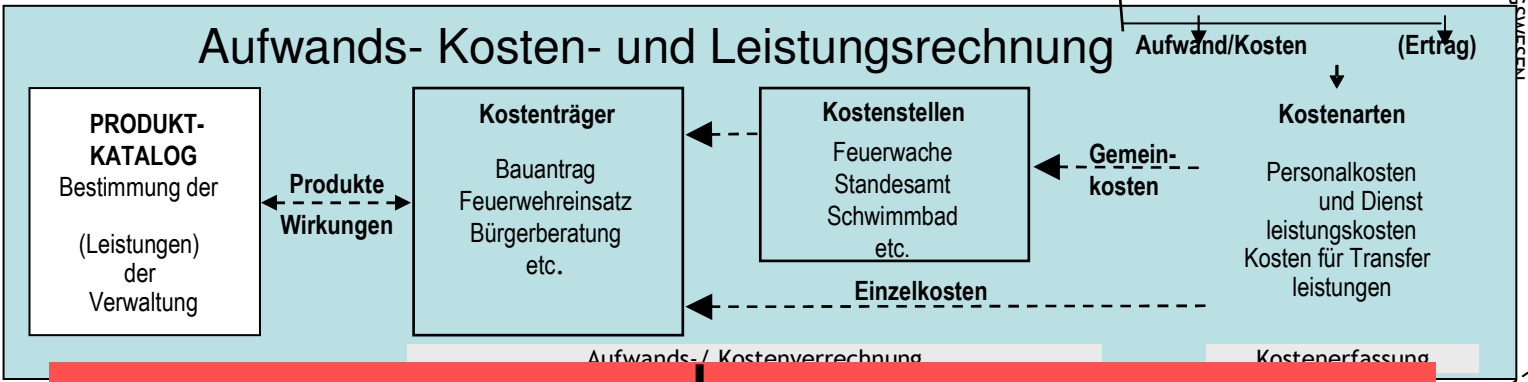 Aufwands- Kosten- und Leistungsrechnung
Aufwand/Kosten
(Ertrag)
PRODUKT-
KATALOG
Bestimmung der
(Leistungen)
der
Verwaltung
Produkte
Wirkungen
Kostenträger
Bauantrag
Feuerwehreinsatz
Bürgerberatung
etc.
Kostenstellen
Feuerwache
Standesamt
Schwimmbad
etc.
Gemein-
kosten
Einzelkosten
Kostenarten
Personalkosten
und Dienst
leistungskosten
Kosten für Transfer
leistungen
Aufwands-/ Kostenverrechnung
Kostenerfassung